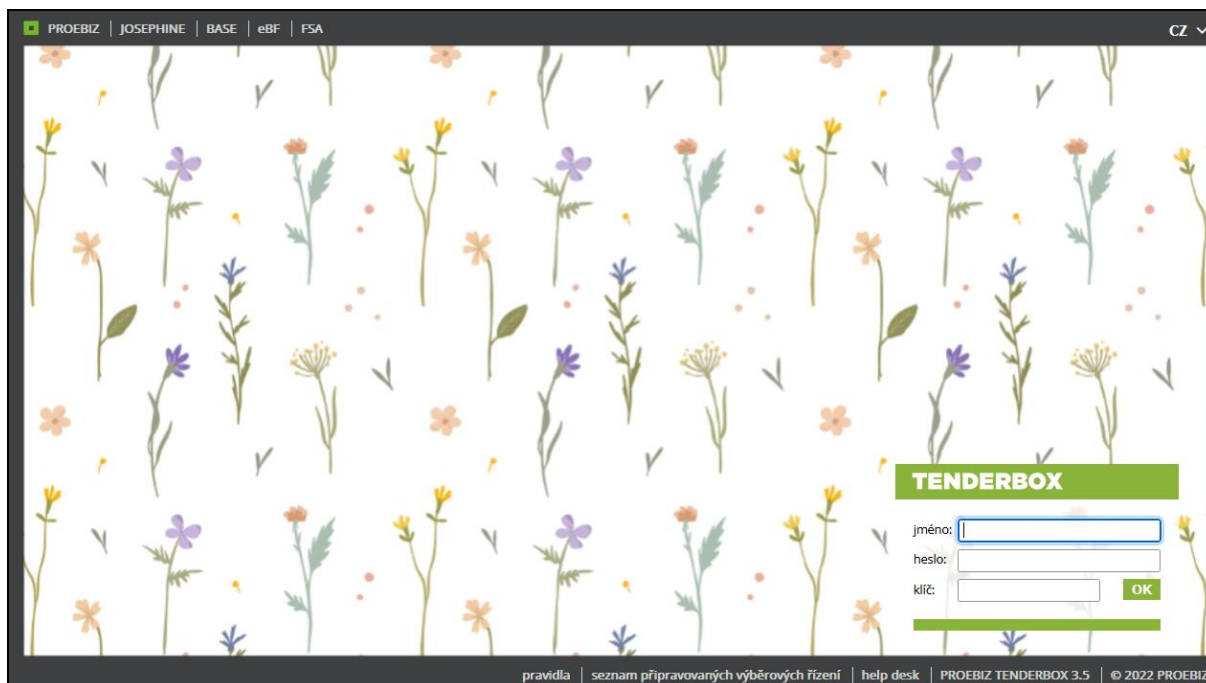 PROEBIZ | JOSEPHINE | BASE | eBF | FSA CZ
TENDERBOX
jméno:
heslo:
klíč: OK
pravidla | seznam připravovaných výběrových řízení | help desk | PROEBIZ TENDERBOX 3.5 | © 2022 PROEBIZ